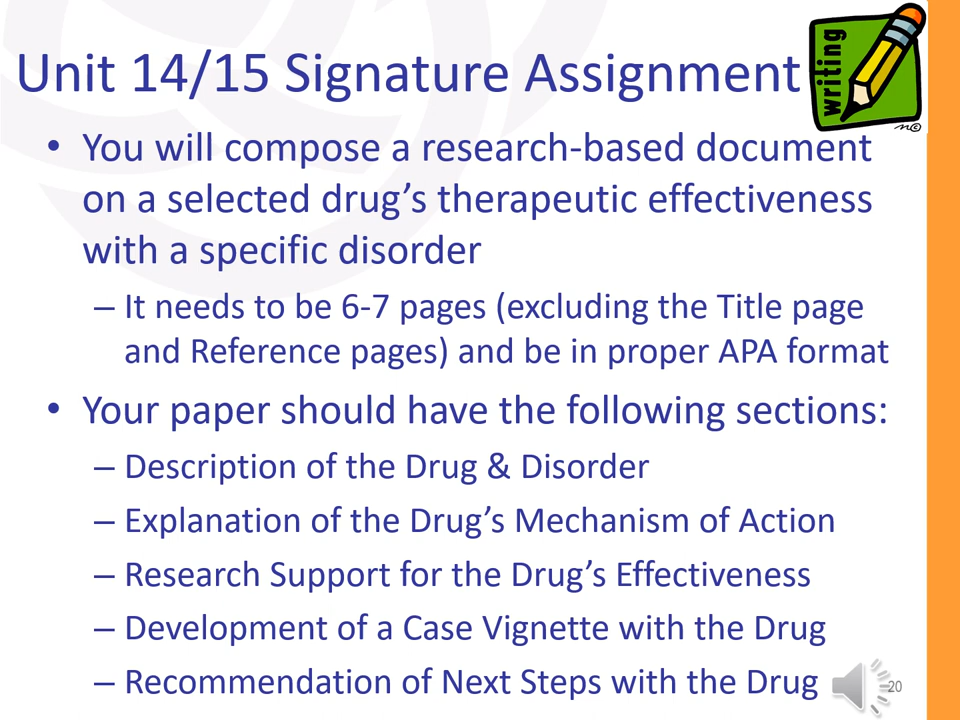 Unit 14/15 Signature Assignment
writing
• You will compose a research-based document
on a selected drug’s therapeutic effectiveness
with a specific disorder
– It needs to be 6-7 pages (excluding the Title page
and Reference pages) and be in proper APA format
• Your paper should have the following sections:
– Description of the Drug & Disorder
– Explanation of the Drug’s Mechanism of Action
– Research Support for the Drug’s Effectiveness
– Development of a Case Vignette with the Drug
– Recommendation of Next Steps with the Drug
20